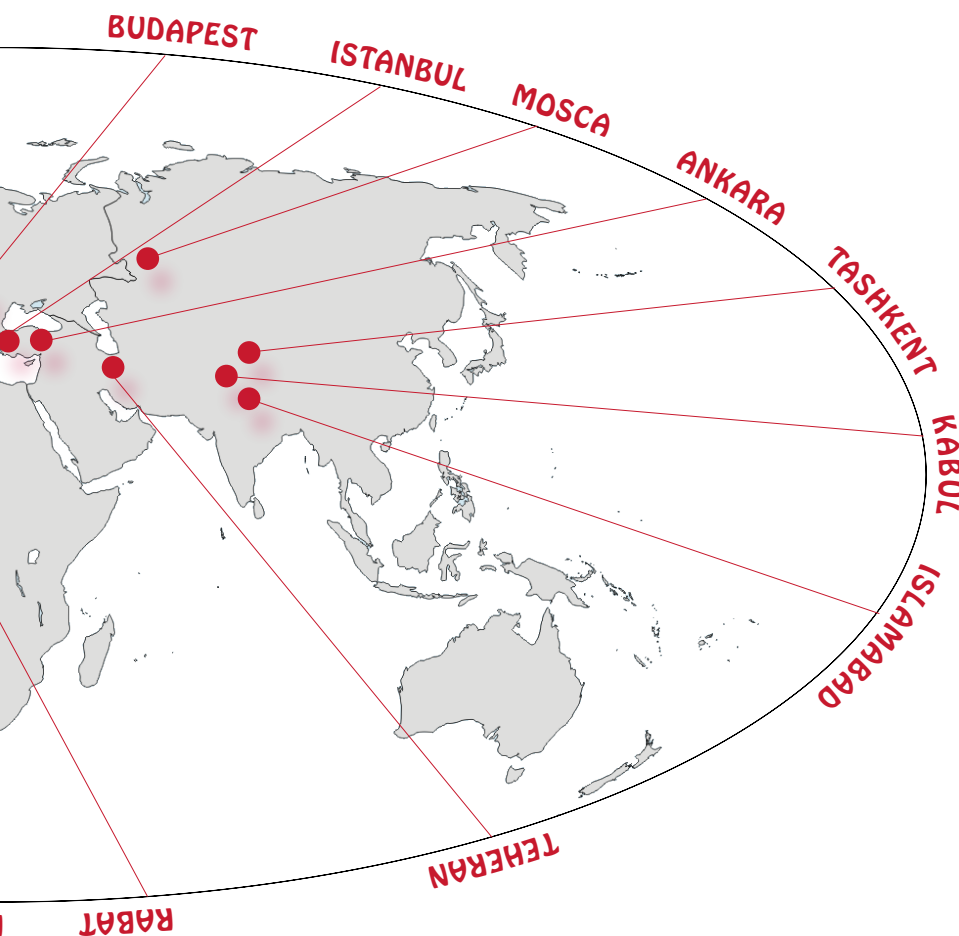 BUDAPEST
ISTANBUL
MOSCA
ANKARA
TASHKENT
KABUL
ISLAMABAD
TEHERAN
RABAT